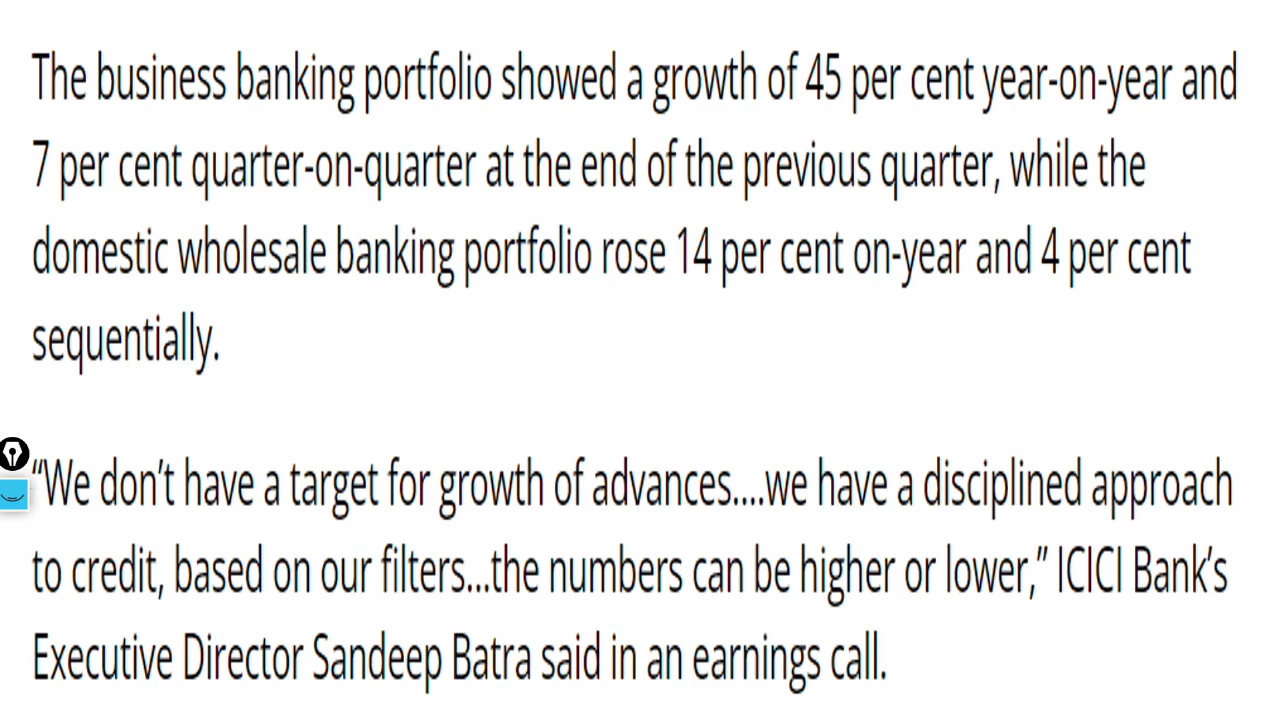 The business banking portfolio showed a growth of 45 per cent year-on-year and
7 per cent quarter-on-quarter at the end of the previous quarter, while the
domestic wholesale banking portfolio rose 14 per cent on-year and 4 per cent
sequentially.
“We don’t have a target for growth of advances....we have a disciplined approach
to credit, based on our filters...the numbers can be higher or lower,” ICICI Bank’s
Executive Director Sandeep Batra said in an earnings call.